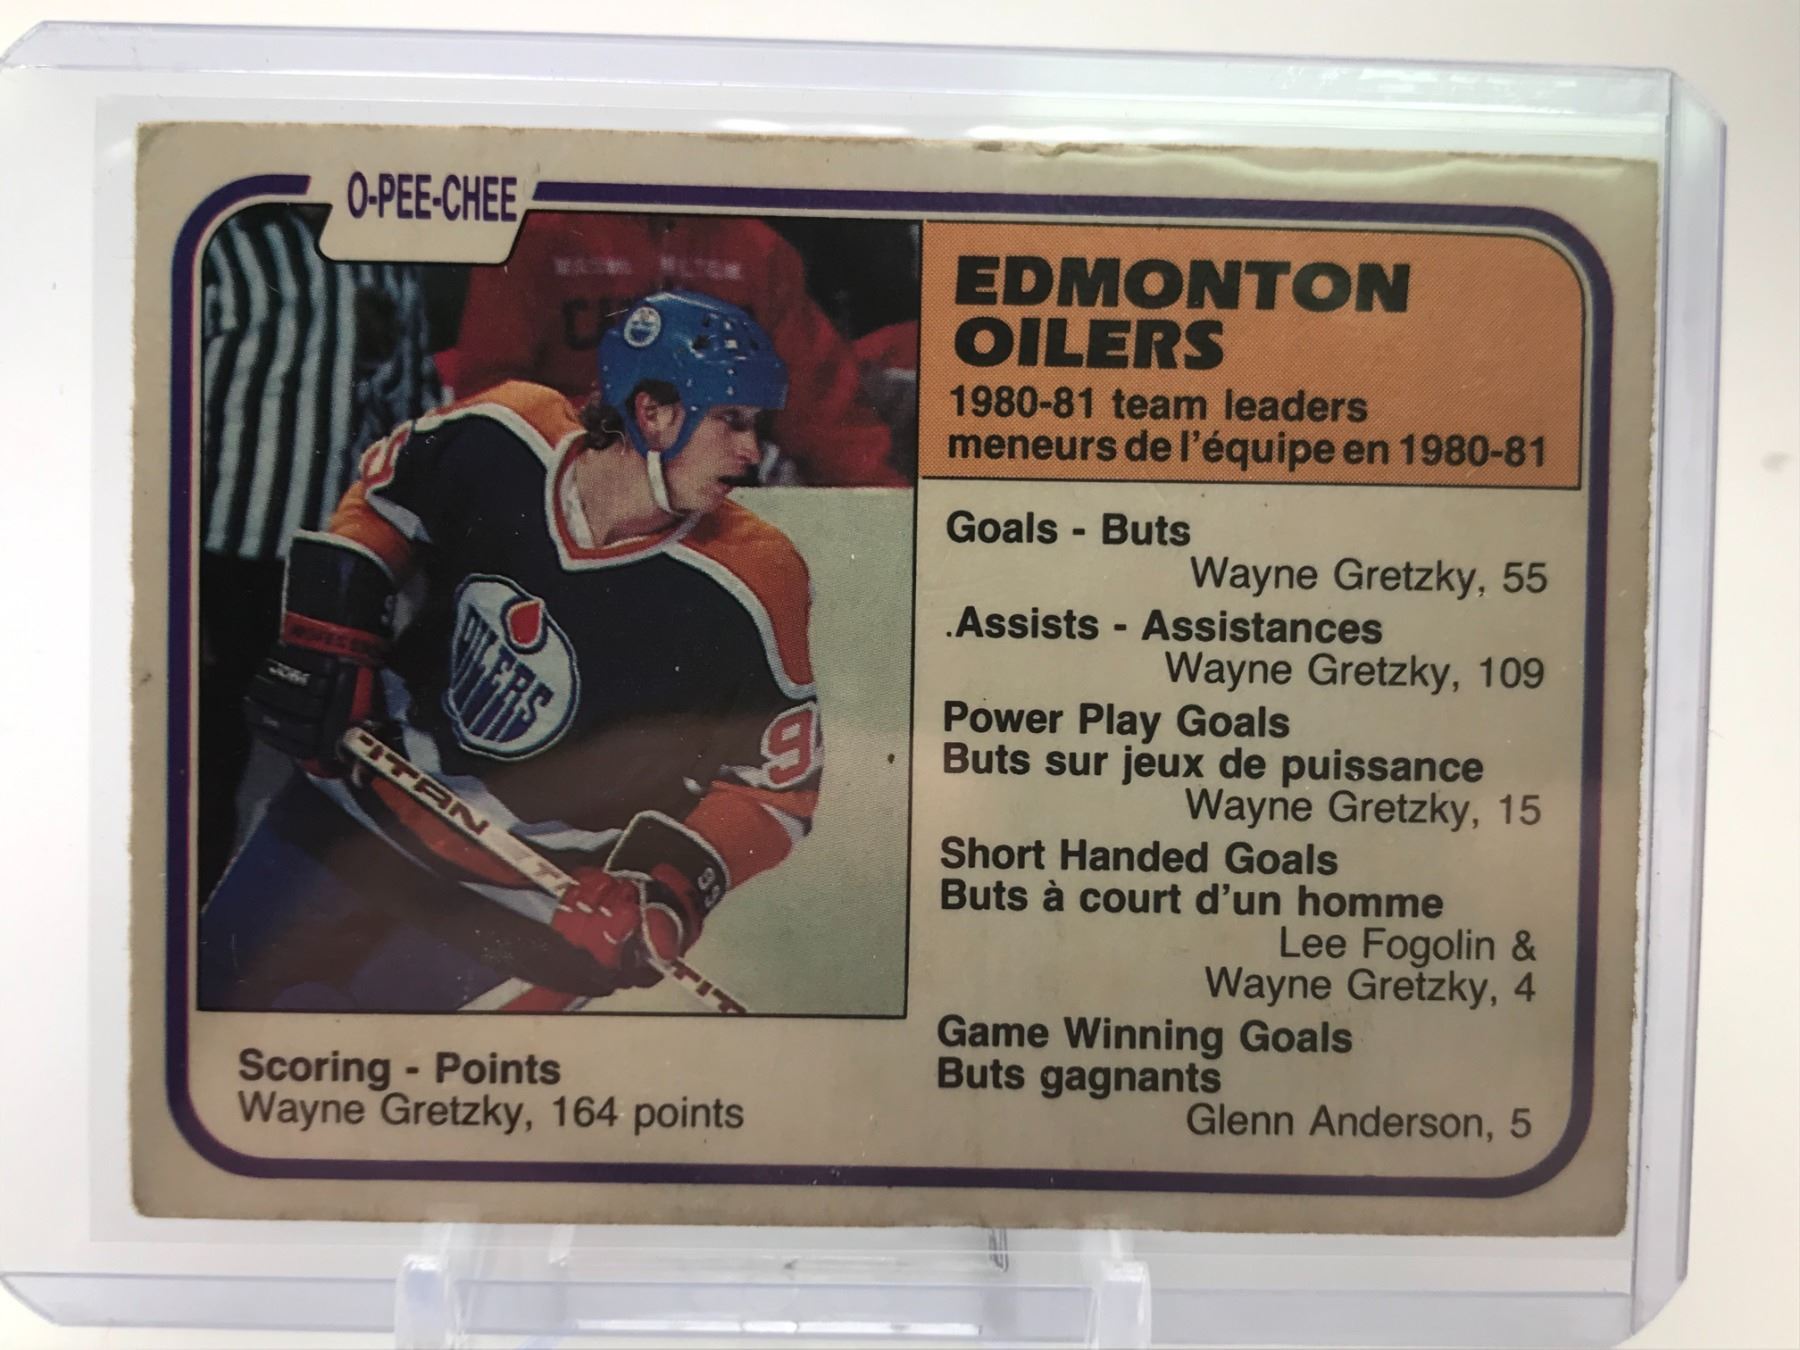 O-PEE-CHEE
EDMONTON
OILERS
1980-81 team leaders
meneurs de l'équipe en 1980-81
Goals - Buts
Wayne Gretzky, 55
.Assists - Assistances
Wayne Gretzky, 109
Power Play Goals
Buts sur jeux de puissance
Wayne Gretzky, 15
Short Handed Goals
Buts à court d'un homme
Lee Fogolin &
Wayne Gretzky, 4
Game Winning Goals
Buts gagnants
Glenn Anderson, 5
Scoring - Points
Wayne Gretzky, 164 points
OILERS
9
TITAN
99
TIT